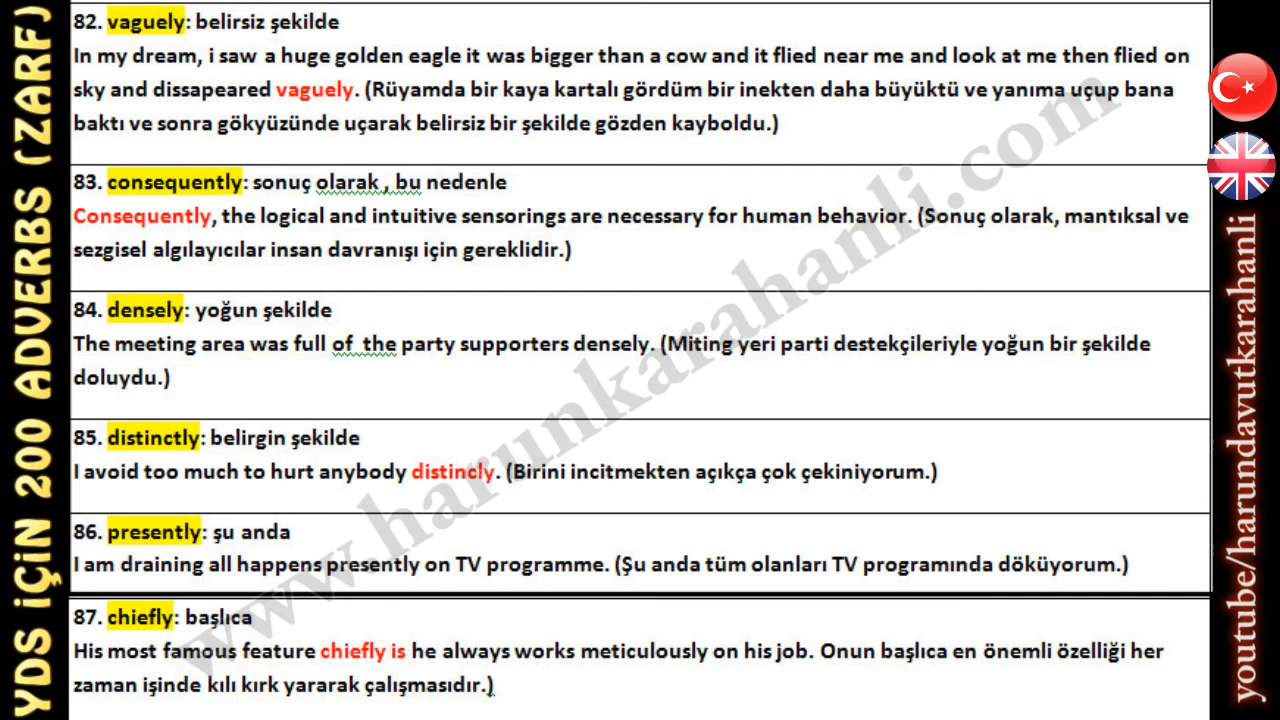 YDS İÇİN 200 ADVERBS (ZARF)
82. vaguely: belirsiz şekilde
In my dream, i saw a huge golden eagle it was bigger than a cow and it flied near me and look at me then flied on
sky and dissapeared vaguely. (Rüyamda bir kaya kartalı gördüm bir inekten daha büyüktü ve yanıma uçup bana
baktı ve sonra gökyüzünde uçarak belirsiz bir şekilde gözden kayboldu.)
83. consequently: sonuç olarak , bu nedenle
Consequently, the logical and intuitive sensorings are necessary for human behavior. (Sonuç olarak, mantıksal ve
sezgisel algılayıcılar insan davranışı için gereklidir.)
84. densely: yoğun şekilde
The meeting area was full of  the party supporters densely. (Miting yeri parti destekçileriyle yoğun bir şekilde
doluydu.)
85. distinctly: belirgin şekilde
I avoid too much to hurt anybody distincly. (Birini incitmekten açıkça çok çekiniyorum.)
86. presently: şu anda
I am draining all happens presently on TV programme. (Şu anda tüm olanları TV programında döküyorum.)
87. chiefly: başlıca
His most famous feature chiefly is he always works meticulously on his job. Onun başlıca en önemli özelliği her
zaman işinde kılı kırk yararak çalışmasıdır.)
www.harunkarahanli.com
youtube/harundavutkarahanli